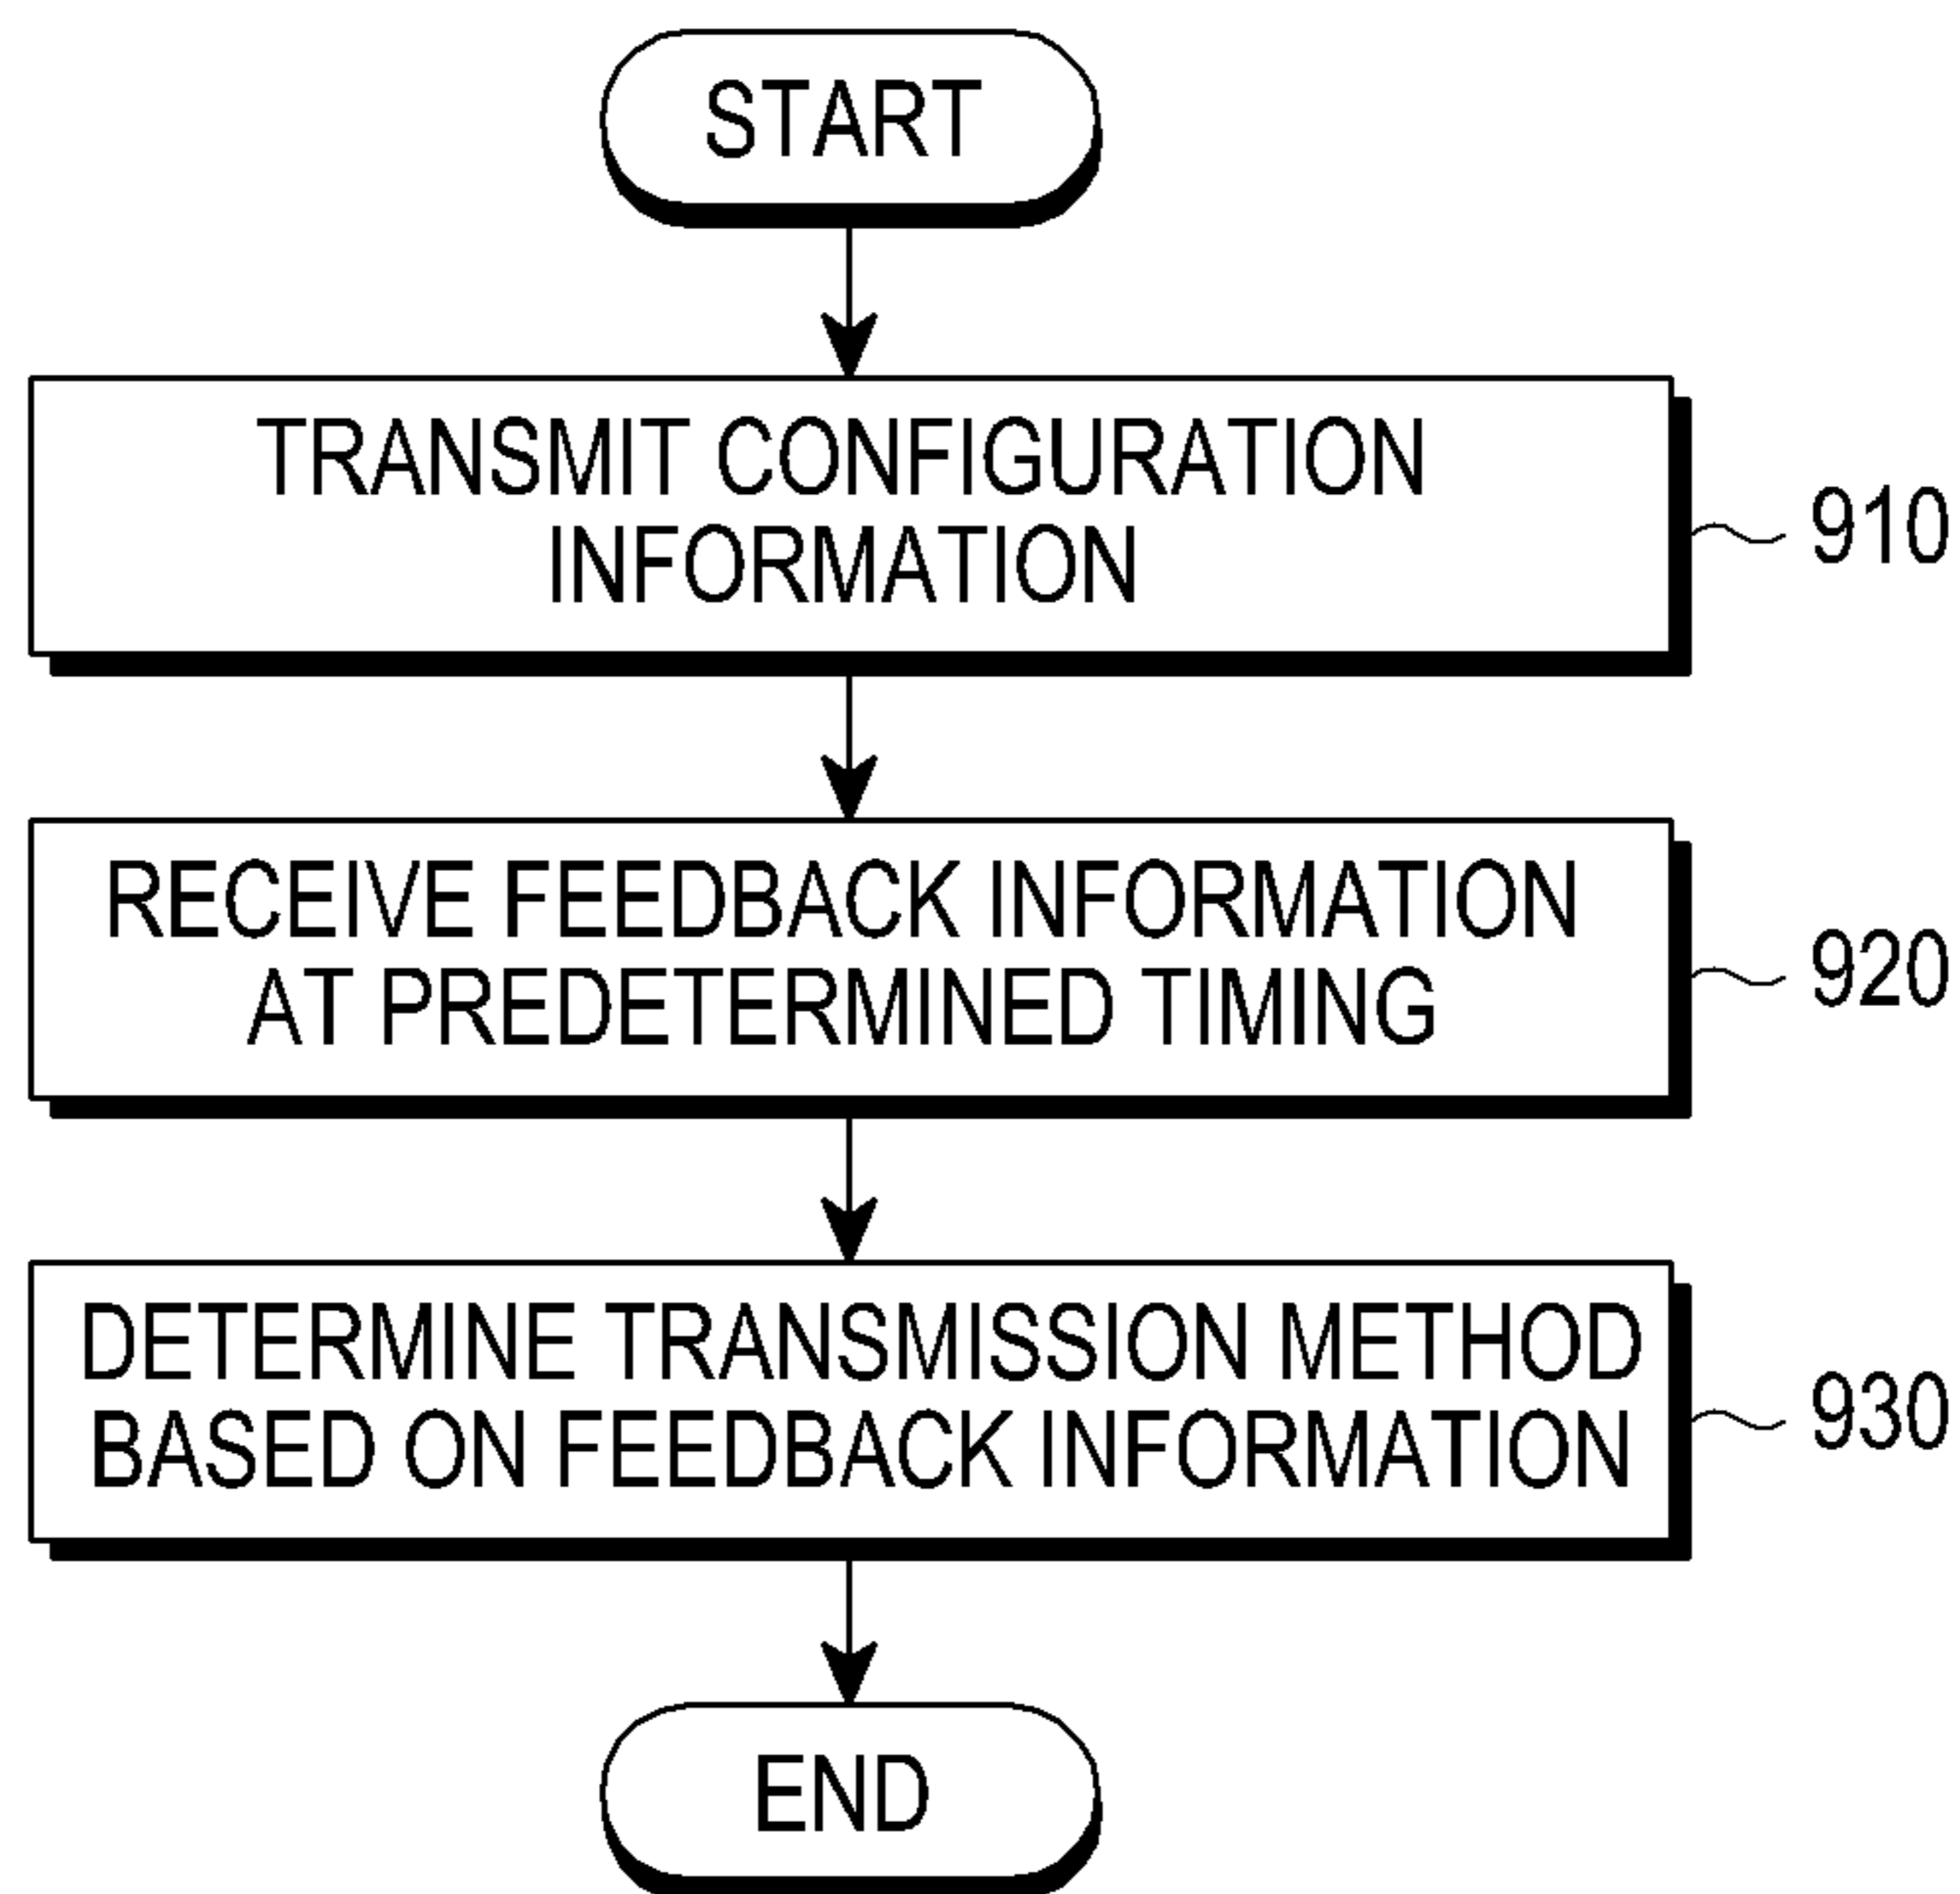 START
TRANSMIT CONFIGURATION
INFORMATION
910
RECEIVE FEEDBACK INFORMATION
AT PREDETERMINED TIMING
920
DETERMINE TRANSMISSION METHOD
BASED ON FEEDBACK INFORMATION
930
END